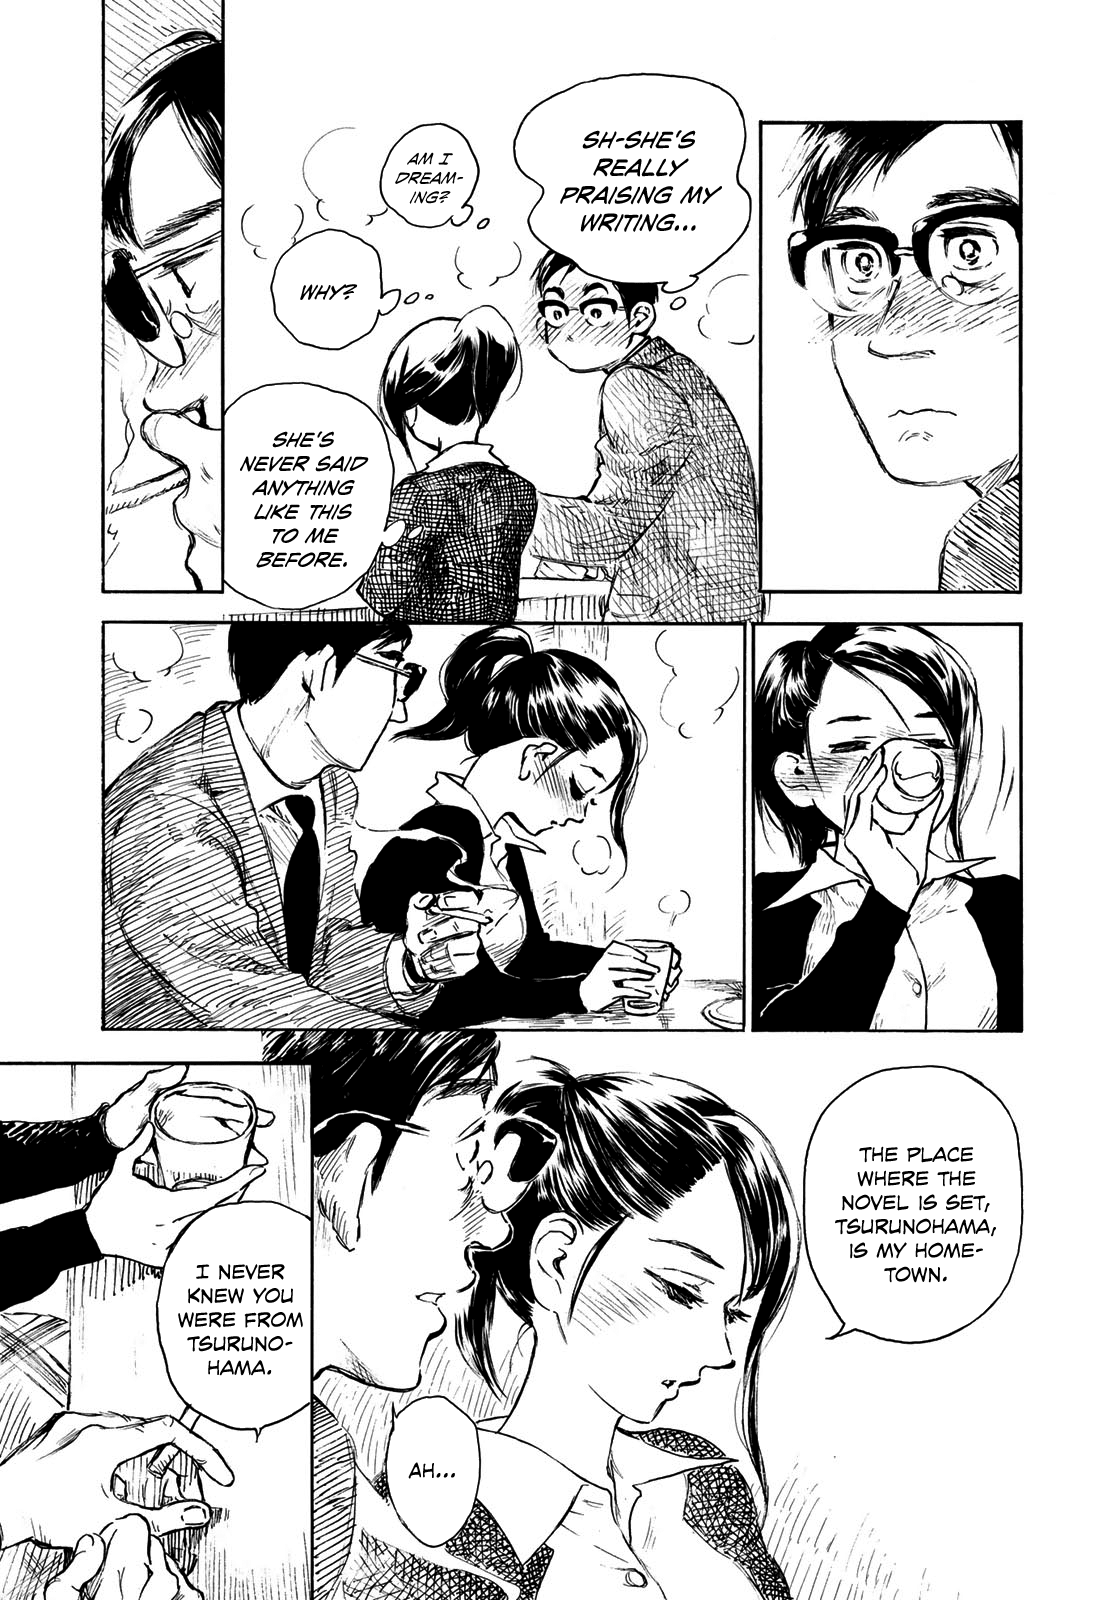 SH-SHE'S
REALLY
PRAISING MY
WRITING...
AM I
DREAM-
ING?
WHY?
SHE'S
NEVER SAID
ANYTHING
LIKE THIS
TO ME
BEFORE.
THE PLACE
WHERE THE
NOVEL IS SET,
TSURUNOHAMA,
IS MY HOME-
TOWN.
AH...
I NEVER
KNEW YOU
WERE FROM
TSURUNO-
HAMA.